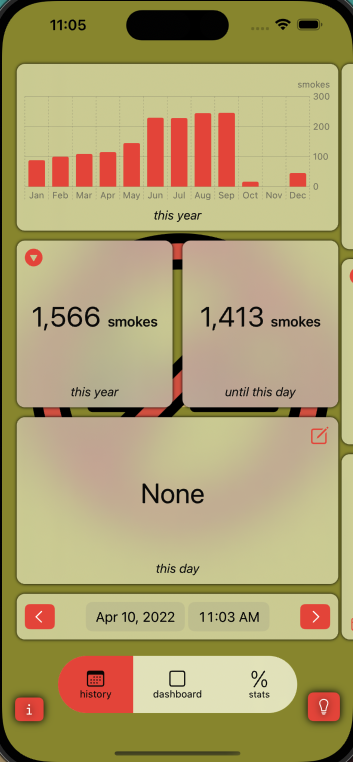 11:05
smokes
300
200
100
0
Jan Feb Mar Apr May Jun Jul Aug Sep Oct Nov Dec
this year
1,566 smokes
this year
1,413 smokes
until this day
None
this day
Apr 10, 2022 11:03 AM
history
dashboard
%
stats
i